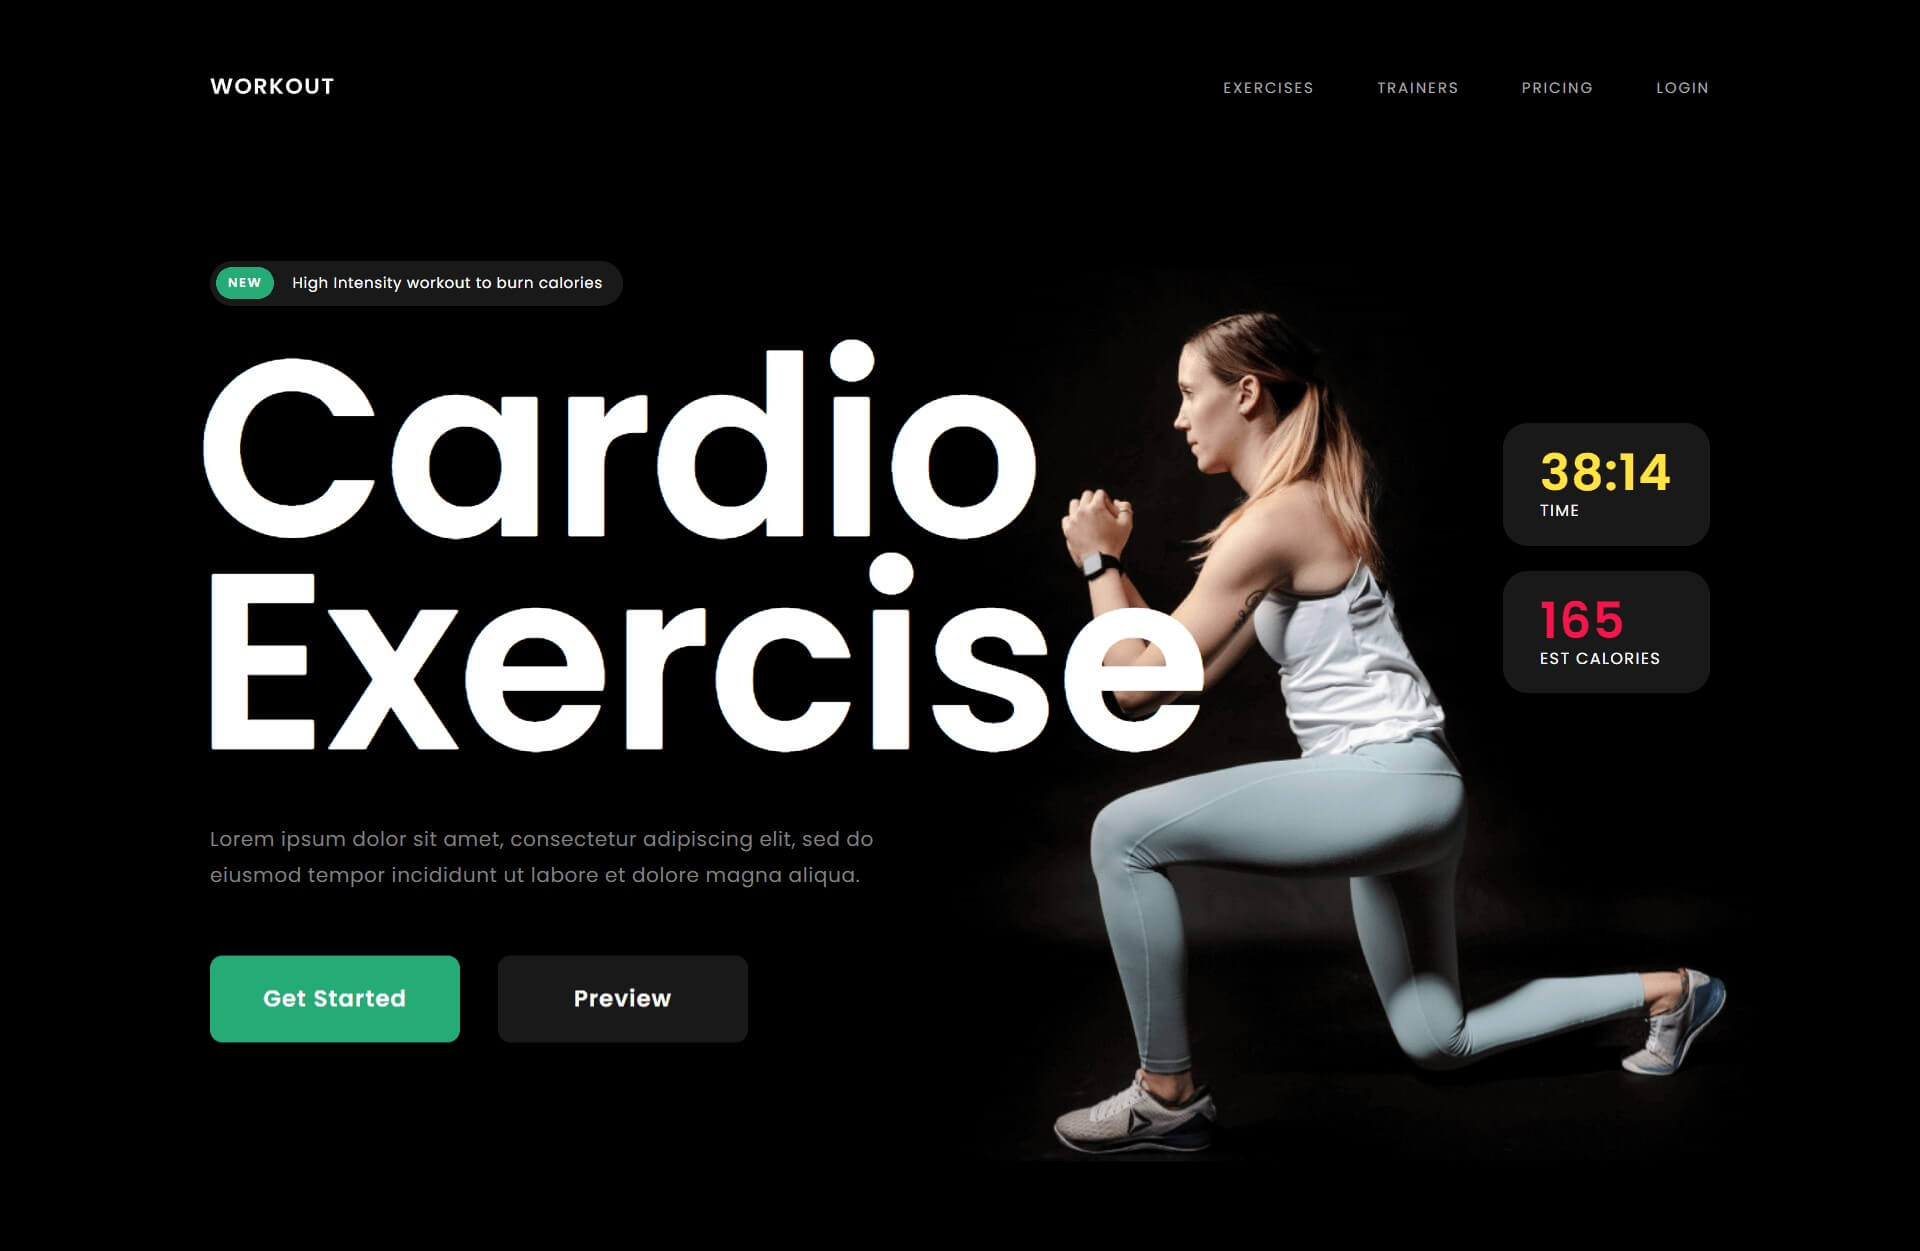 WORKOUT
EXERCISES TRAINERS PRICING LOGIN
NEW High Intensity workout to burn calories
Cardio
Exercise
38:14
TIME
165
EST CALORIES
Lorem ipsum dolor sit amet, consectetur adipiscing elit, sed do
eiusmod tempor incididunt ut labore et dolore magna aliqua.
Get Started Preview